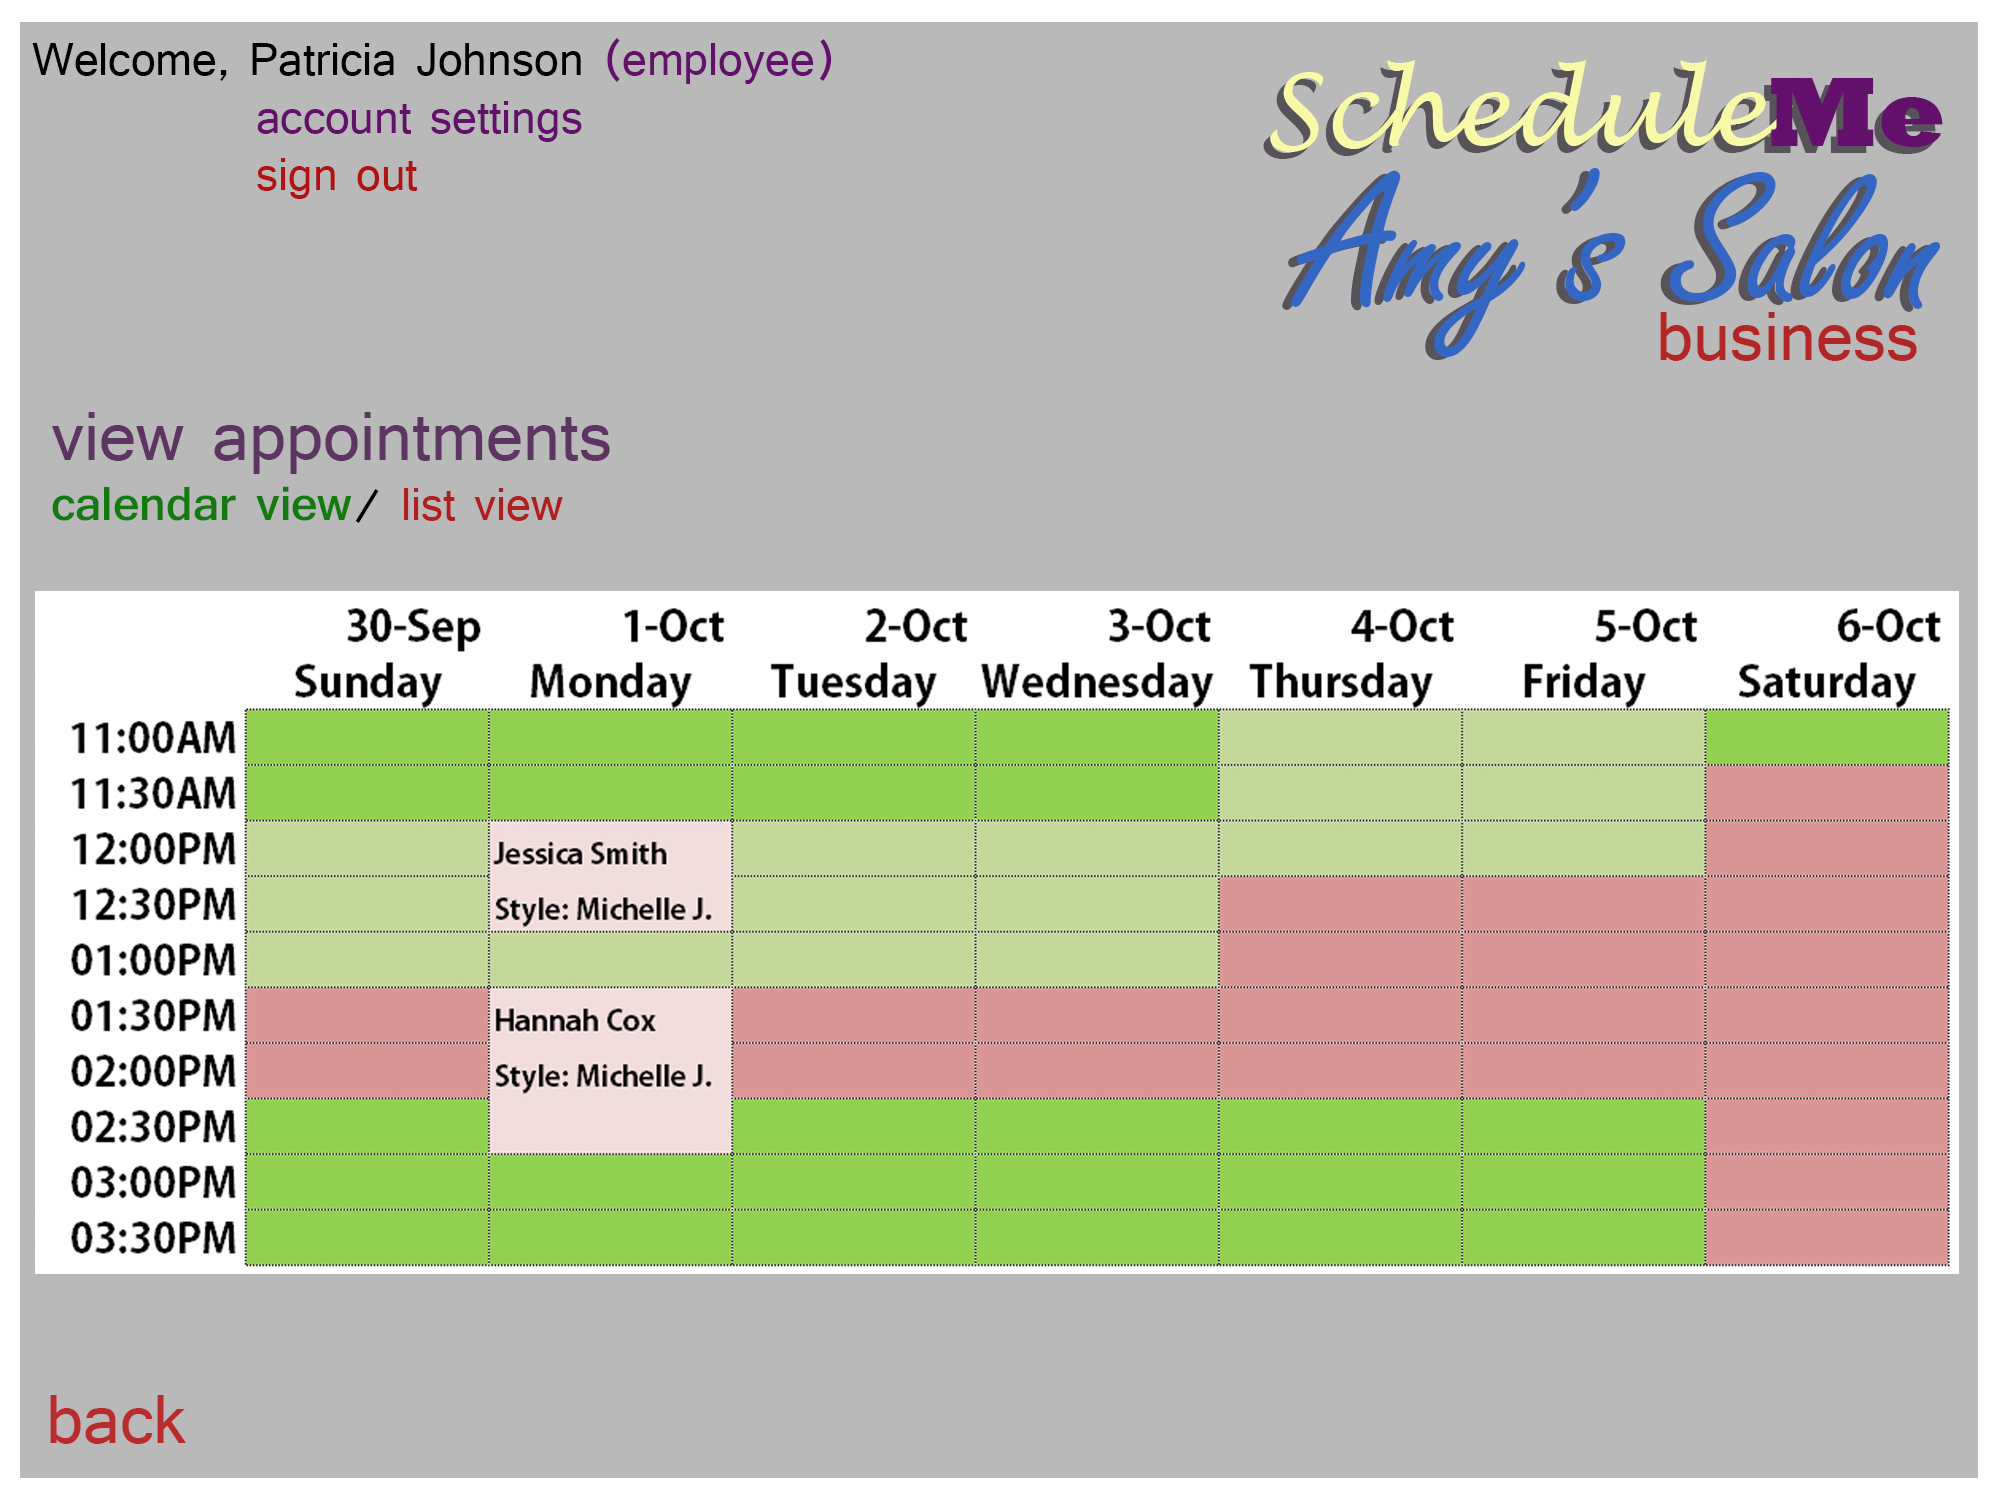 Welcome, Patricia Johnson (employee)
account settings
sign out
ScheduleMe
Amy's Salon
business
view appointments
calendar view/ list view
30-Sep 1-Oct 2-Oct 3-Oct 4-Oct 5-Oct 6-Oct
Sunday Monday Tuesday Wednesday Thursday Friday Saturday
11:00AM
11:30AM
12:00PM Jessica Smith
12:30PM Style: Michelle J.
01:00PM
01:30PM Hannah Cox
02:00PM Style: Michelle J.
02:30PM
03:00PM
03:30PM
back